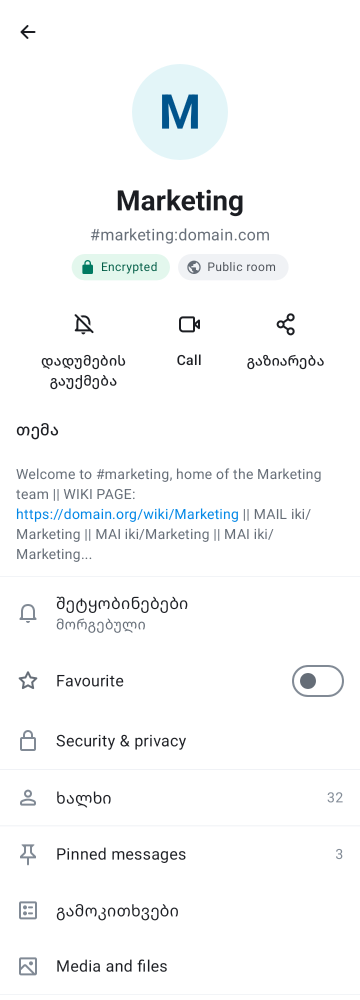 M
Marketing
#marketing:domain.com
Encrypted
Public room
დადუმების
გაუქმება
Call
გაზიარება
თემა
Welcome to #marketing, home of the Marketing
team || WIKI PAGE:
https://domain.org/wiki/Marketing || MAIL iki/
Marketing || MAI iki/Marketing || MAI iki/
Marketing...
შეტყობინებები
მორგებული
Favourite
Security & privacy
ხალხი
32
Pinned messages
3
გამოკითხვები
Media and files